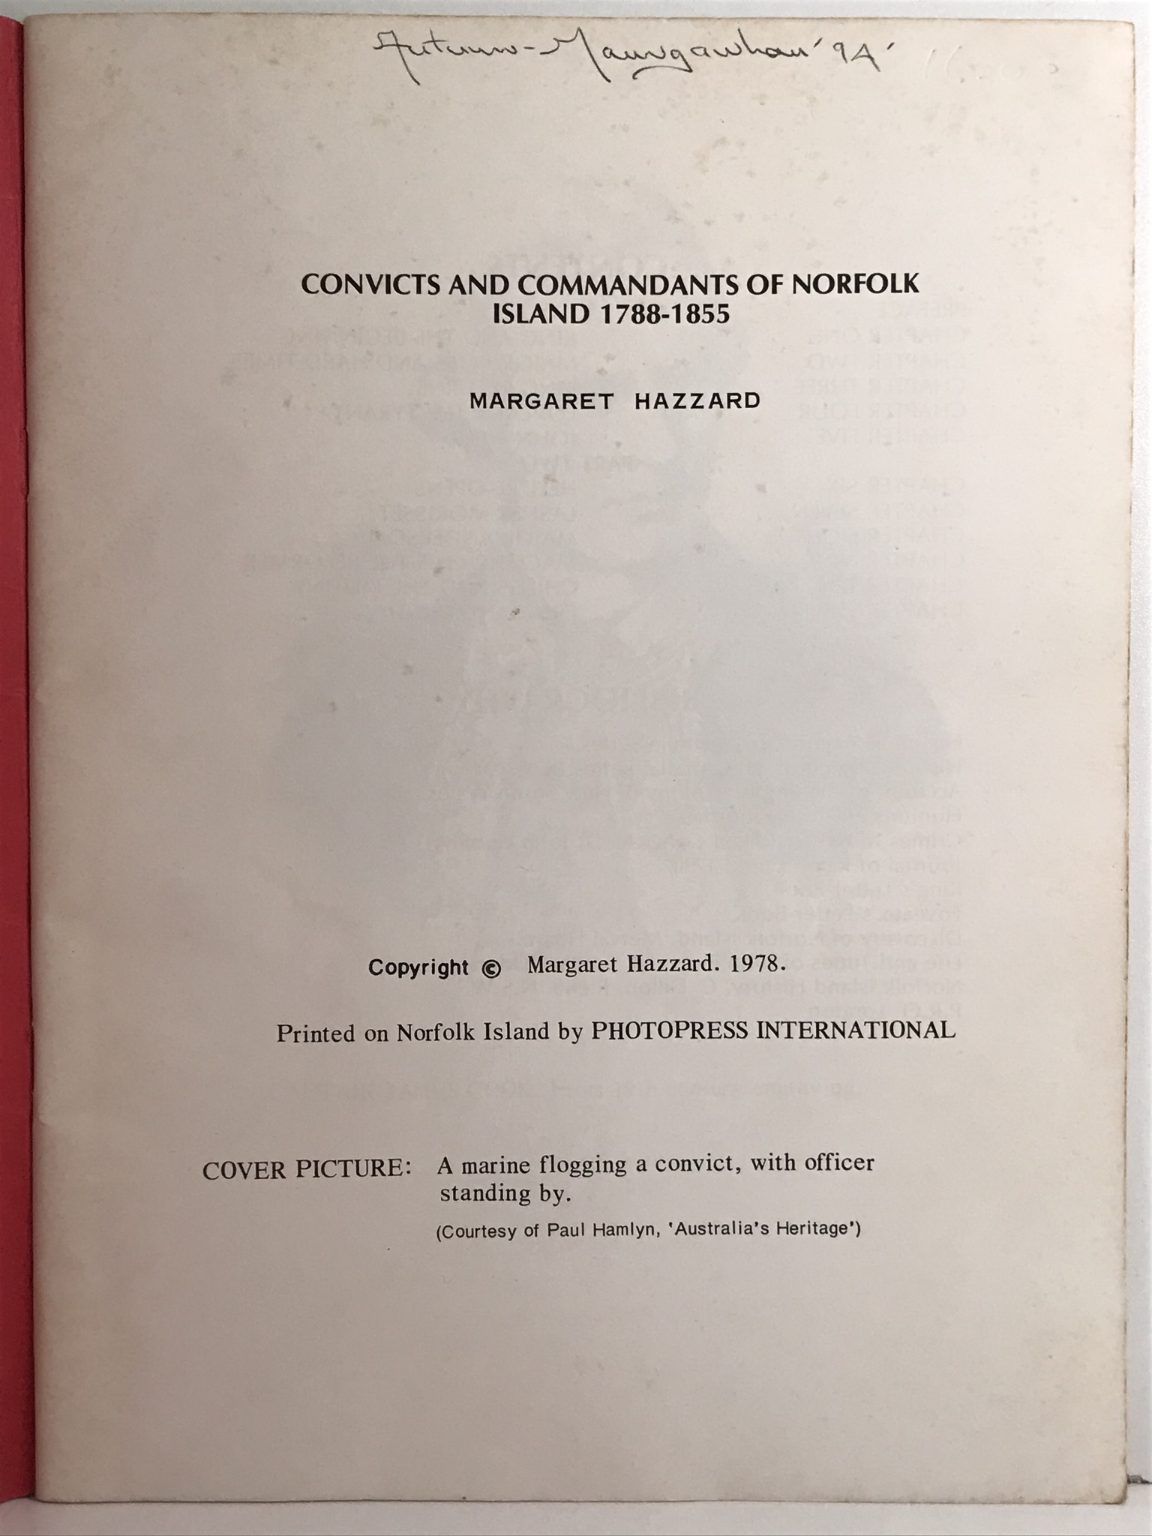 Autumn - Maungawhau '94'
CONVICTS AND COMMANDANTS OF NORFOLK
ISLAND 1788-1855
MARGARET HAZZARD
Copyright © Margaret Hazzard. 1978.
Printed on Norfolk Island by PHOTOPRESS INTERNATIONAL
COVER PICTURE: A marine flogging a convict, with officer
standing by.
(Courtesy of Paul Hamlyn, 'Australia's Heritage')